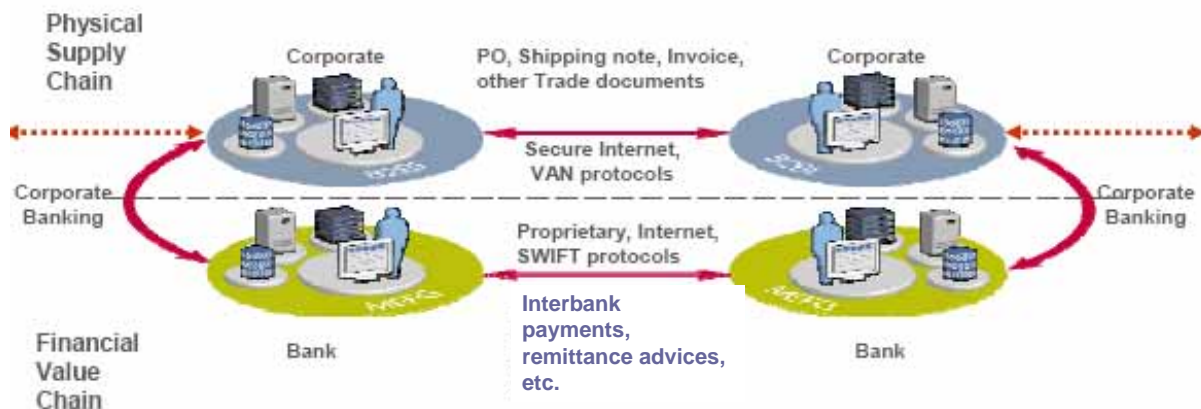 Physical
Supply
Chain
Corporate
PO, Shipping note, Invoice,
other Trade documents
Corporate
Secure Internet,
VAN protocols
Corporate
Banking
Corporate
Banking
Proprietary, Internet,
SWIFT protocols
Interbank
payments,
remittance advices,
etc.
Bank
Bank
Financial
Value
Chain